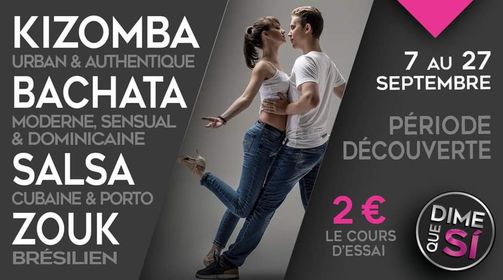 KIZOMBA
URBAN & AUTHENTIQUE
BACHATA
MODERNE, SENSUAL
& DOMINICAINE
SALSA
CUBAINE & PORTO
ZOUK
BRÉSILIEN
7 AU 27
SEPTEMBRE
PÉRIODE
DÉCOUVERTE
2 €
LE COURS
D'ESSAI
DIME
QUE
SÍ